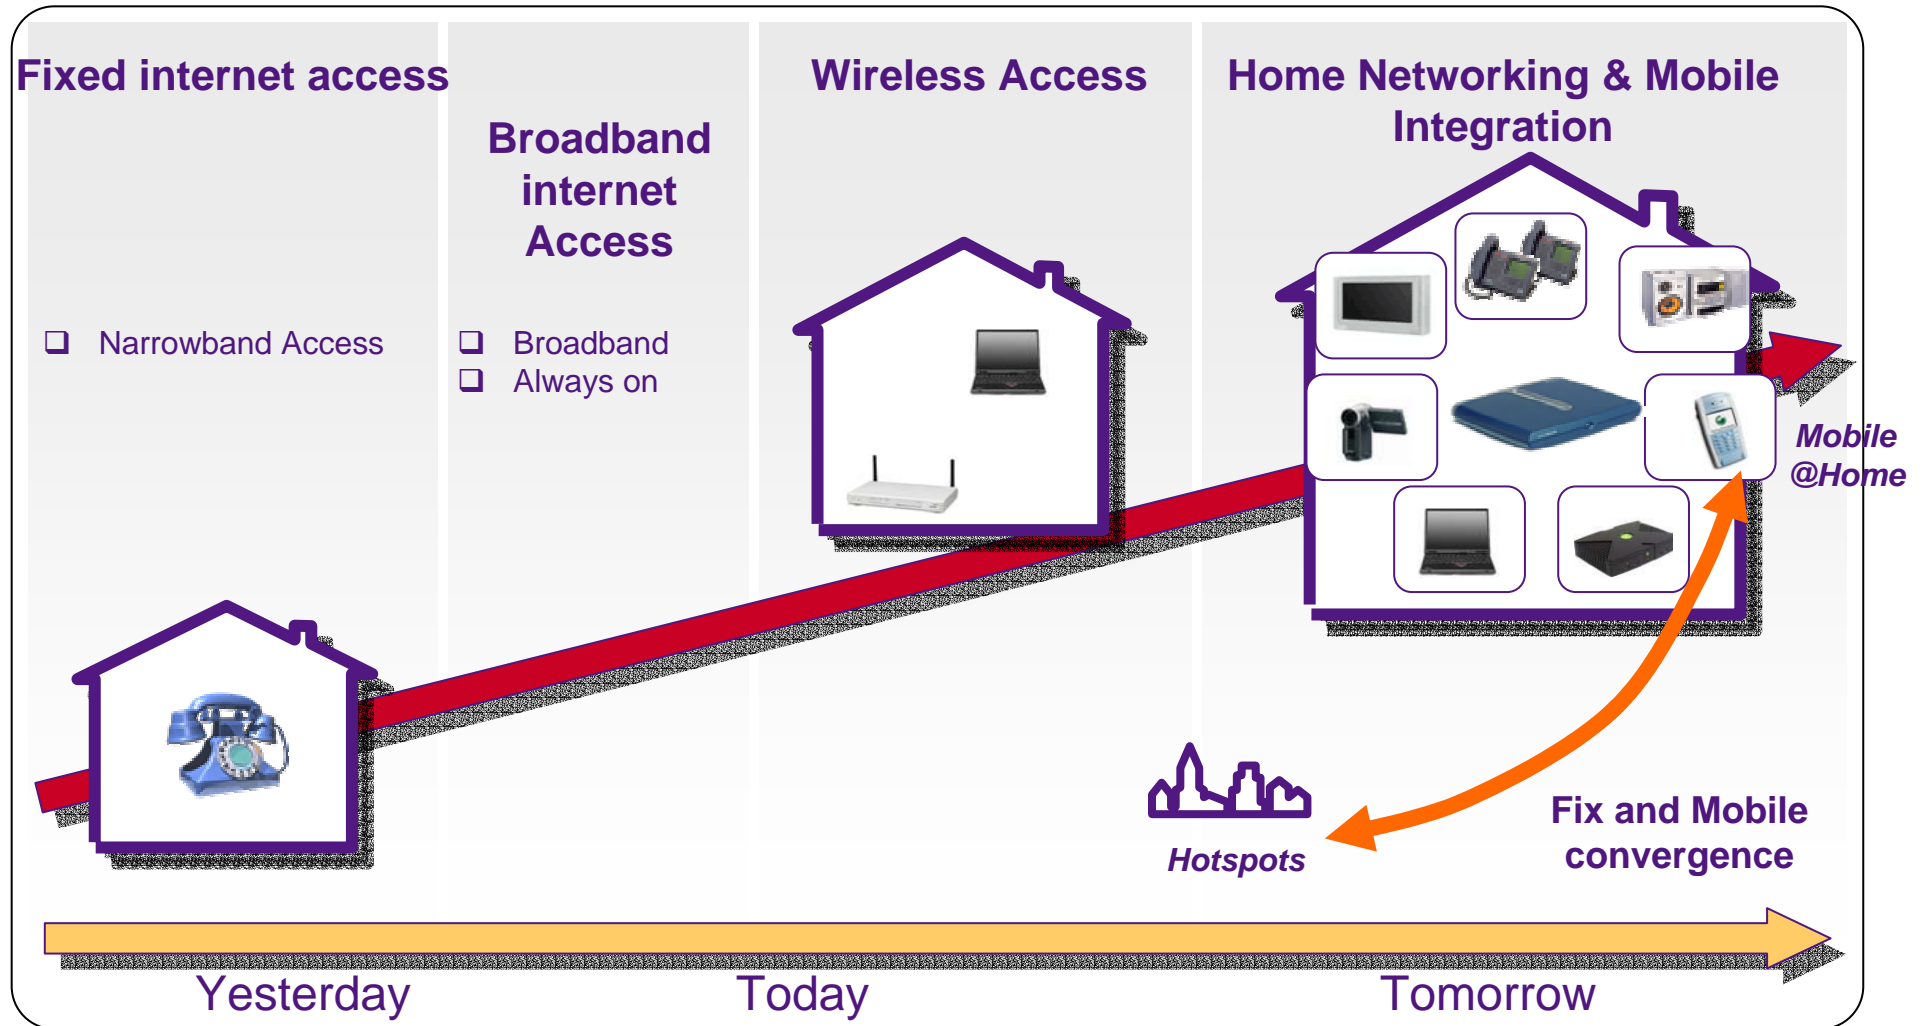 Fixed internet access
Broadband
internet
Access
Wireless Access
Home Networking & Mobile
Integration
Narrowband Access
Broadband
Always on
Mobile
@Home
Hotspots
Fix and Mobile
convergence
Yesterday
Today
Tomorrow